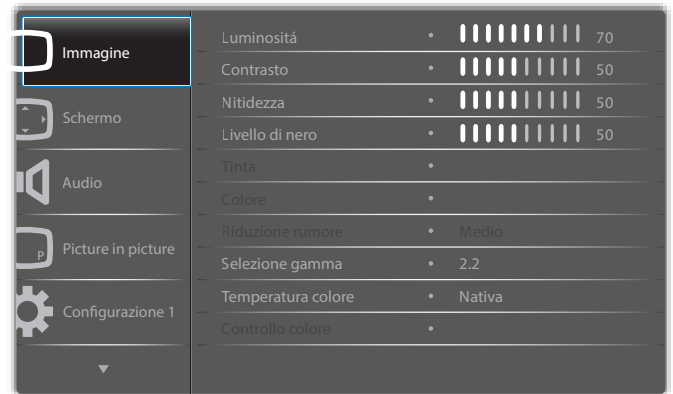 Immagine
Schermo
Audio
P
Picture in picture
Configurazione 1
Luminositá • 70
Contrasto • 50
Nitidezza • 50
Livello di nero • 50
Tinta •
Colore •
Riduzione rumore • Medio
Selezione gamma • 2.2
Temperatura colore • Nativa
Controllo colore •